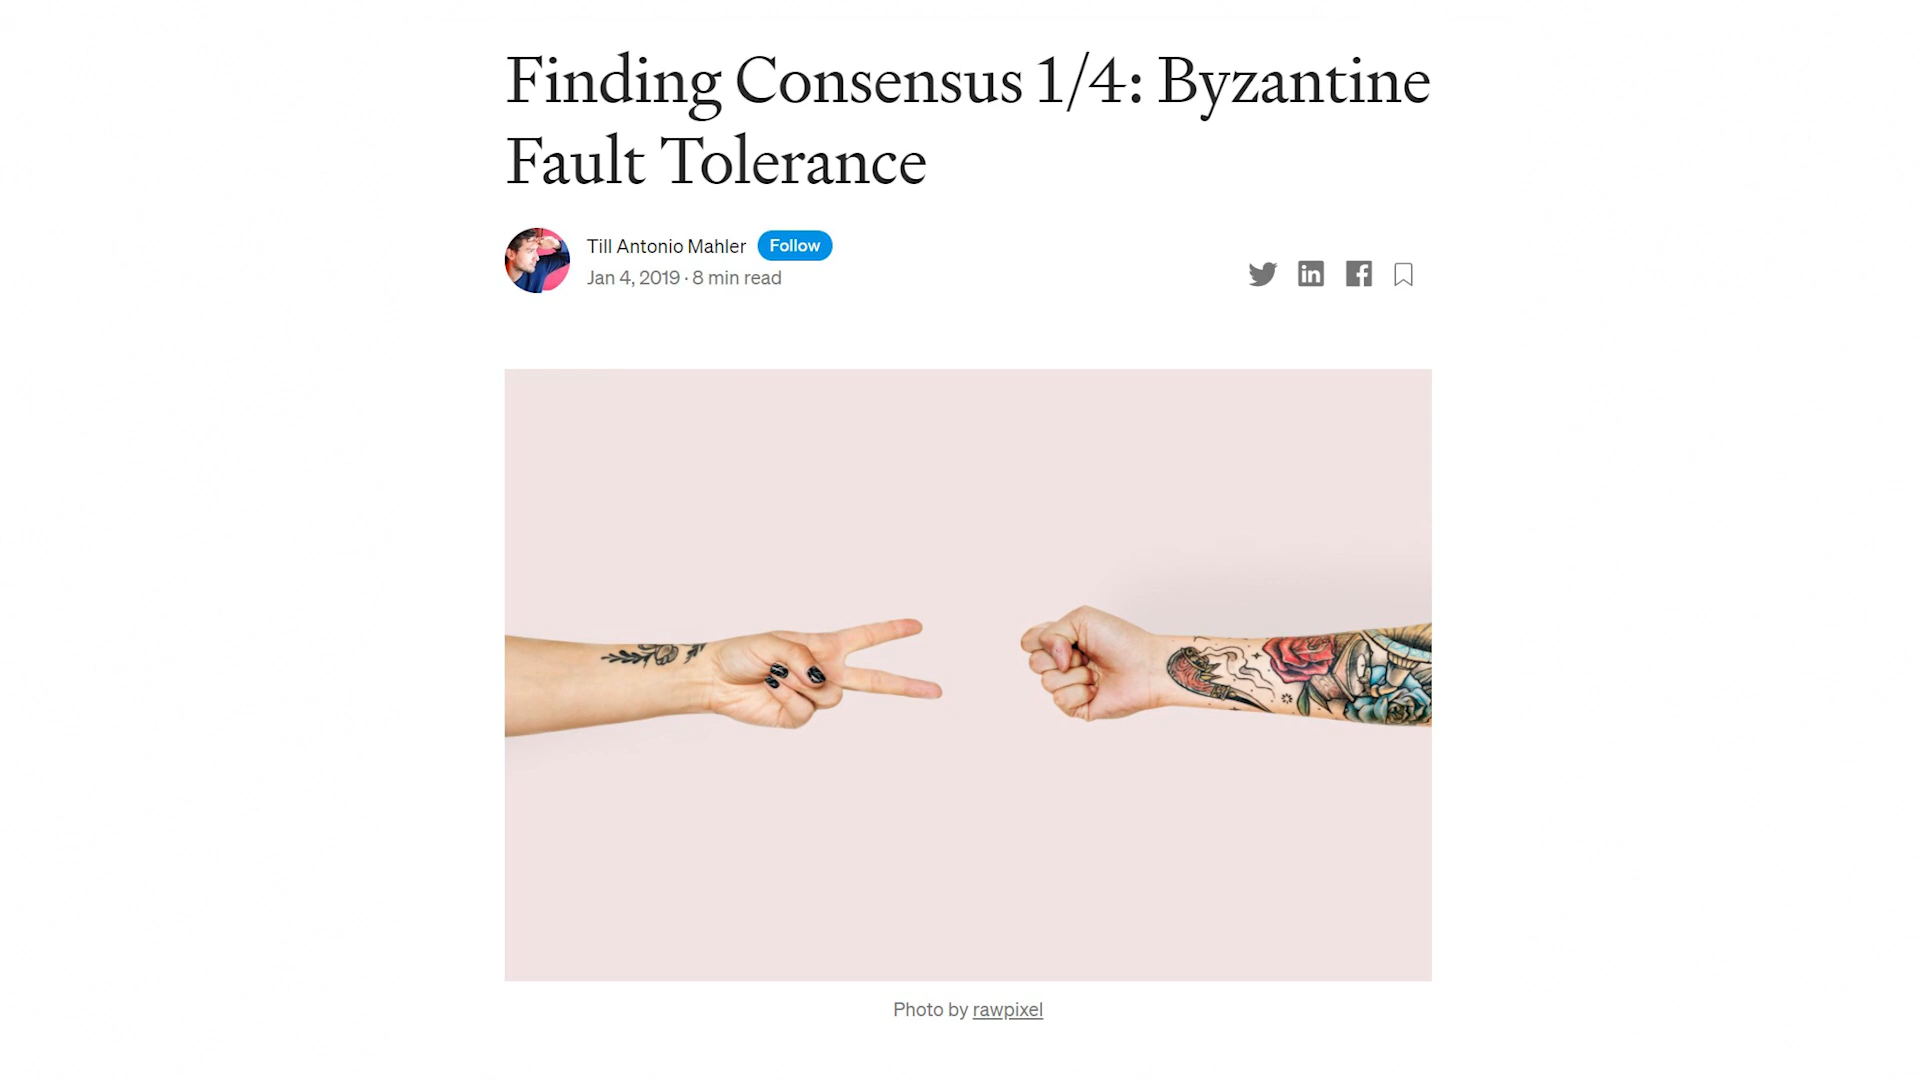 Finding Consensus 1/4: Byzantine
Fault Tolerance
Till Antonio Mahler Follow
Jan 4, 2019 · 8 min read
Photo by rawpixel